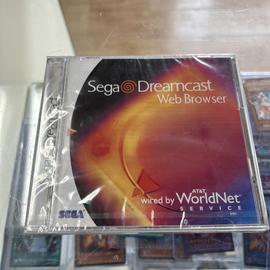 Sega Dreamcast
Web Browser
wired by AT&T
WorldNet
SERVICE
SEGA